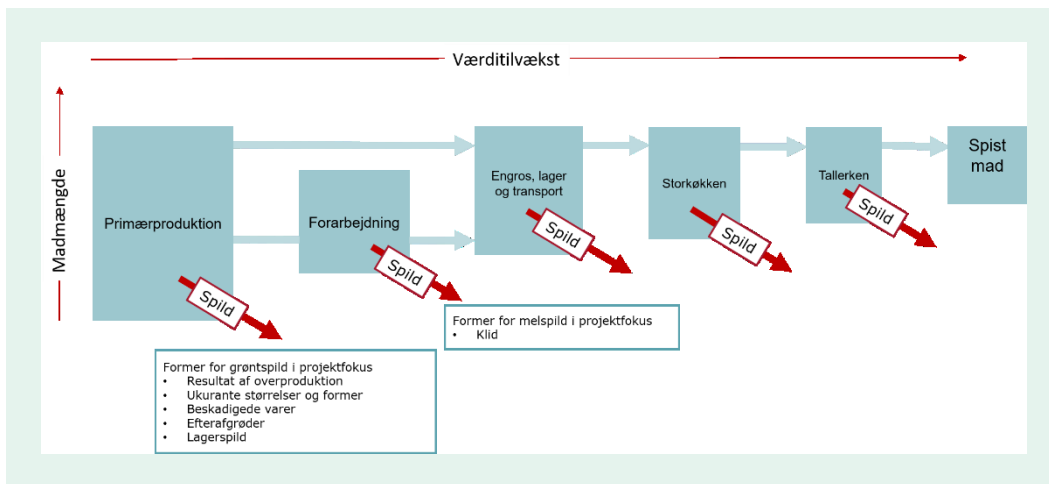 Værditilvækst
Madmængde
Primærproduktion
Forarbejdning
Engros, lager
og transport
Storkøkken
Tallerken
Spist
mad
Spild
Spild
Spild
Spild
Spild
Former for melspild i projektfokus
• Klid
Former for grøntspild i projektfokus
• Resultat af overproduktion
• Ukurante størrelser og former
• Beskadigede varer
• Efterafgrøder
• Lagerspild